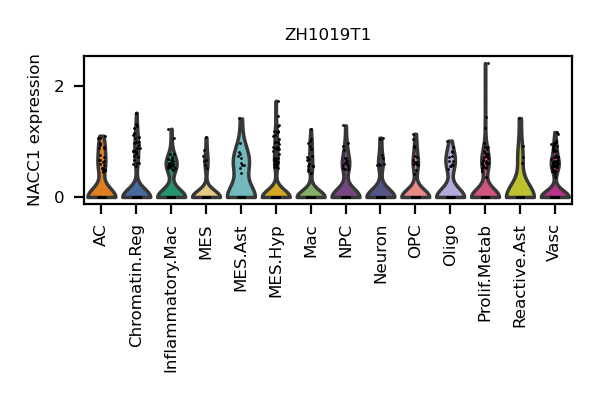 ZH1019T1
NACC1 expression
2
0
AC
Chromatin.Reg
Inflammatory.Mac
MES
MES.Ast
MES.Hyp
Mac
NPC
Neuron
OPC
Oligo
Prolif.Metab
Reactive.Ast
Vasc